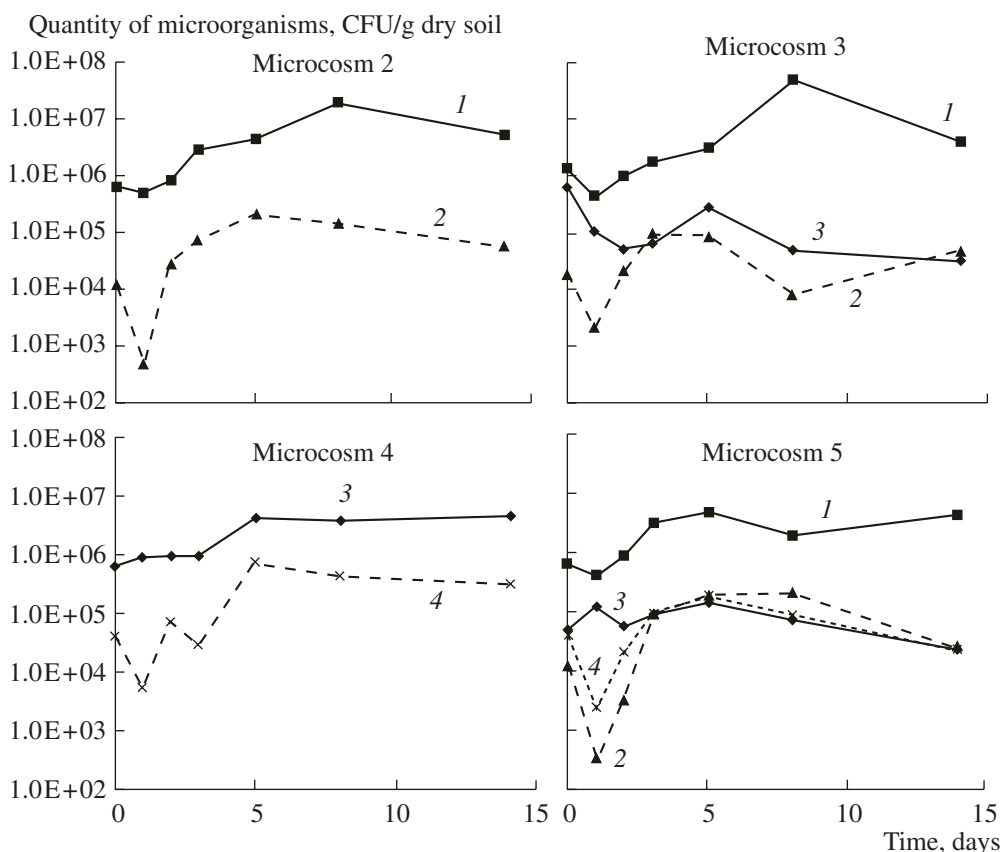 Quantity of microorganisms, CFU/g dry soil
Microcosm 2
1.0E+08
1.0E+07
1.0E+06
1.0E+05
1.0E+04
1.0E+03
1.0E+02
1
2
Microcosm 3
1
3
2
Microcosm 4
1.0E+08
1.0E+07
1.0E+06
1.0E+05
1.0E+04
1.0E+03
1.0E+02
3
4
0 5 10 15
Microcosm 5
1
3
4
2
0 5 10 15
Time, days